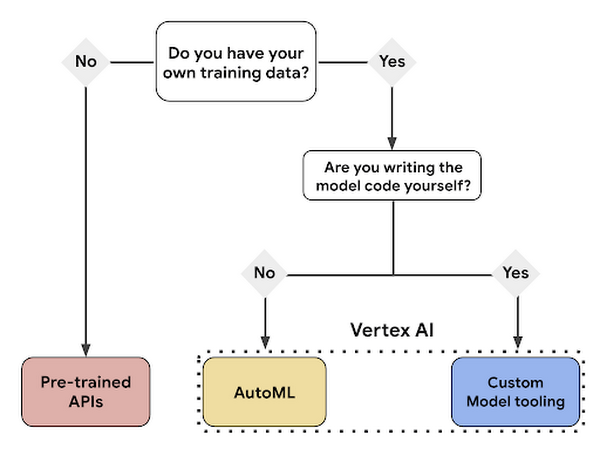 Do you have your
own training data?
No
Yes
Are you writing the
model code yourself?
No
Yes
Vertex AI
Pre-trained
APIs
AutoML
Custom
Model tooling